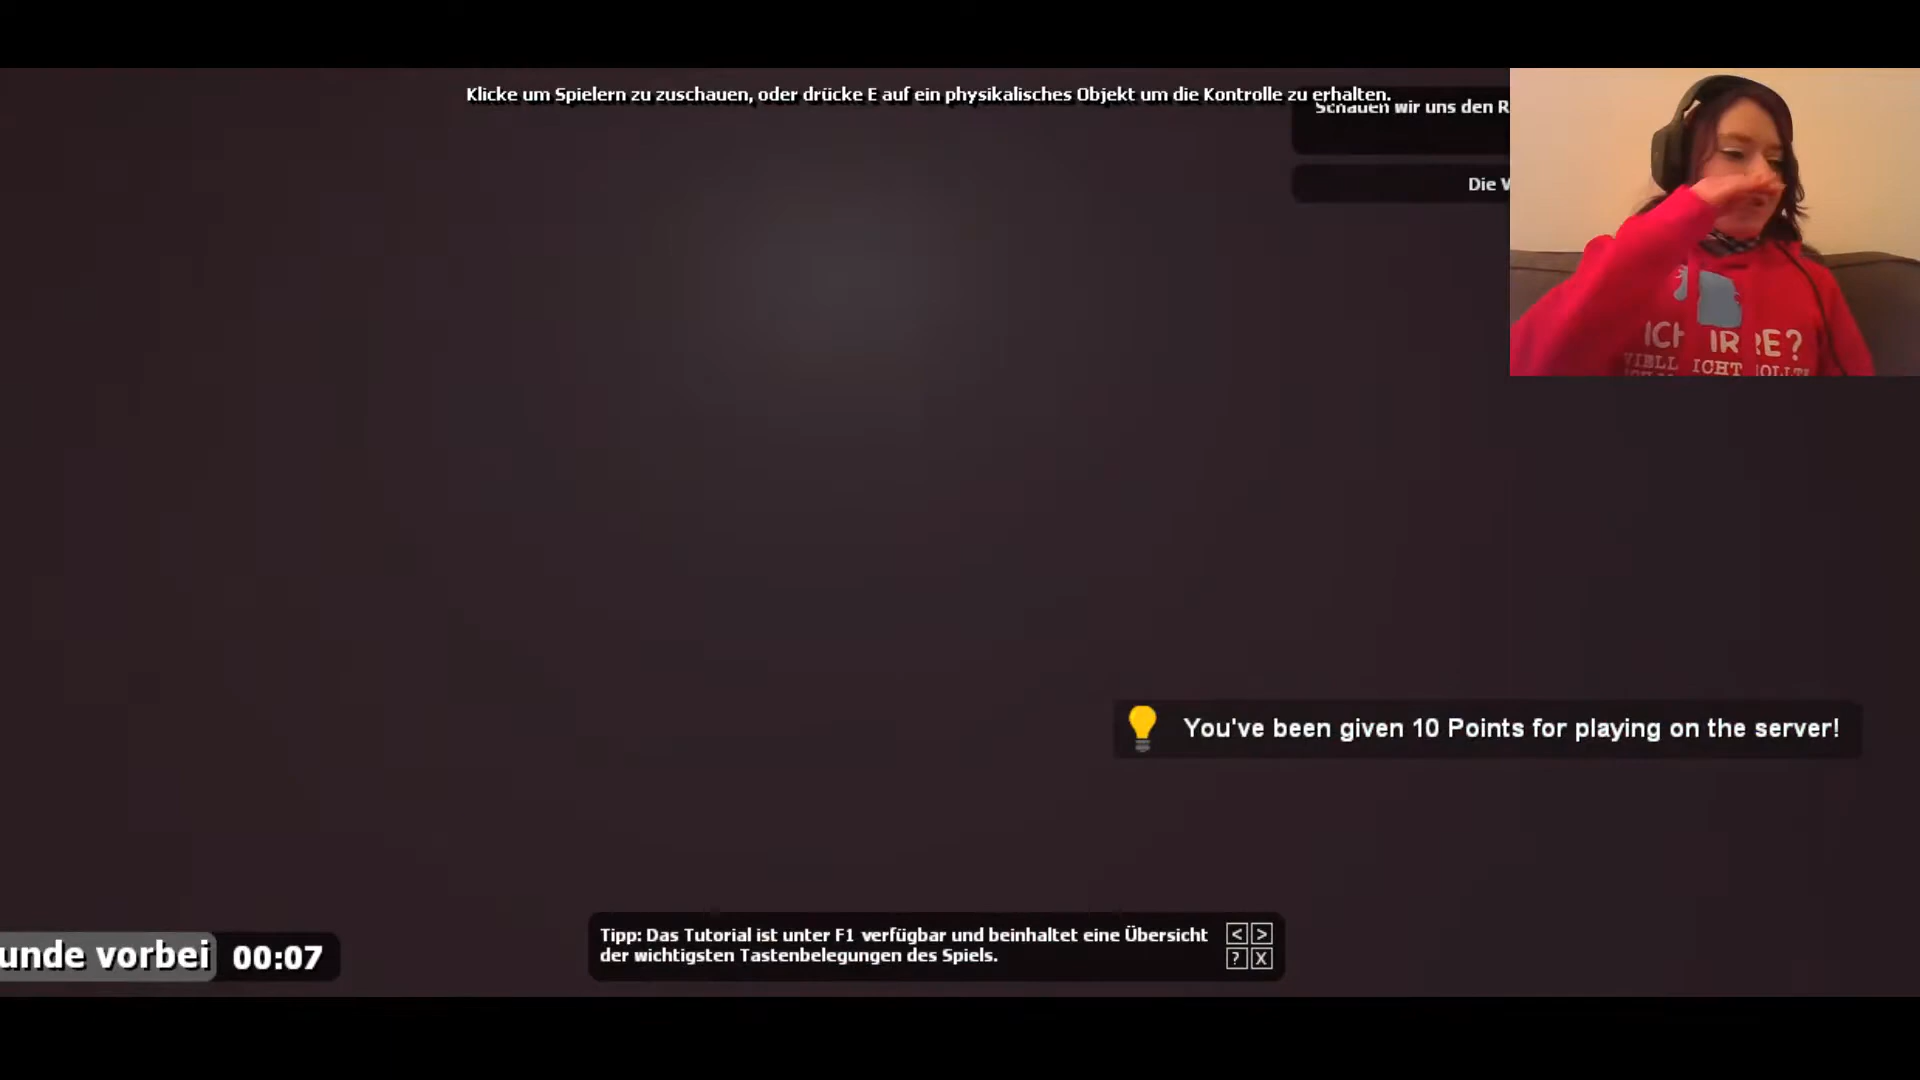 Klicke um Spielern zu zuschauen, oder drücke E auf ein physikalisches Objekt um die Kontrolle zu erhalten.
Schauen wir uns den R
Die V
ICH IRRE?
You've been given 10 Points for playing on the server!
unde vorbei 00:07
Tipp: Das Tutorial ist unter F1 verfügbar und beinhaltet eine Übersicht
der wichtigsten Tastenbelegungen des Spiels.
< >
? X